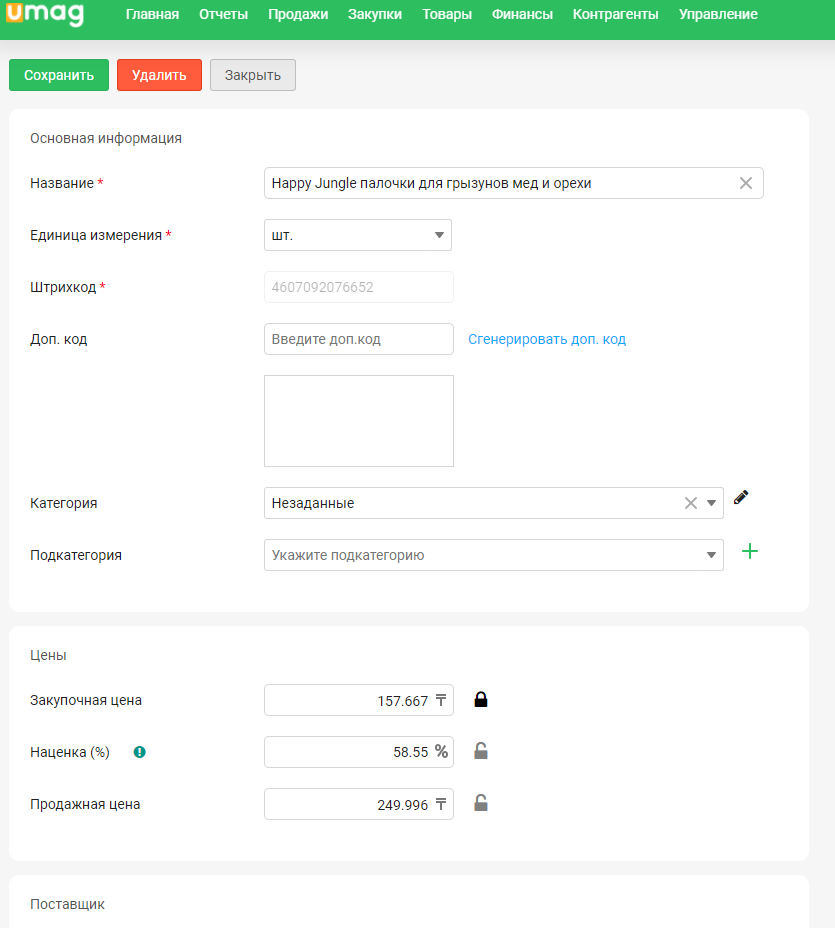 umag Главная Отчеты Продажи Закупки Товары Финансы Контрагенты Управление
Сохранить Удалить Закрыть
Основная информация
Название * Happy Jungle палочки для грызунов мед и орехи
Единица измерения * шт.
Штрихкод * 4607092076652
Доп. код Введите доп.код Сгенерировать доп. код
Категория Незаданные
Подкатегория Укажите подкатегорию
Цены
Закупочная цена 157.667 ₸
Наценка (%) 58.55 %
Продажная цена 249.996 ₸
Поставщик